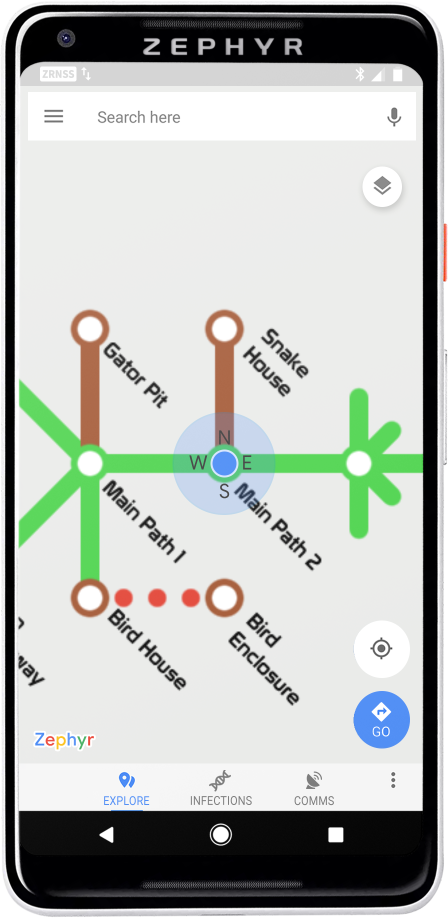 ZEPHYR
ZRNSS
Search here
Gator Pit
Snake
House
N
W E
S
Main Path 1
Main Path 2
Bird House
Bird
Enclosure
way
Zephyr
GO
EXPLORE
INFECTIONS
COMMS